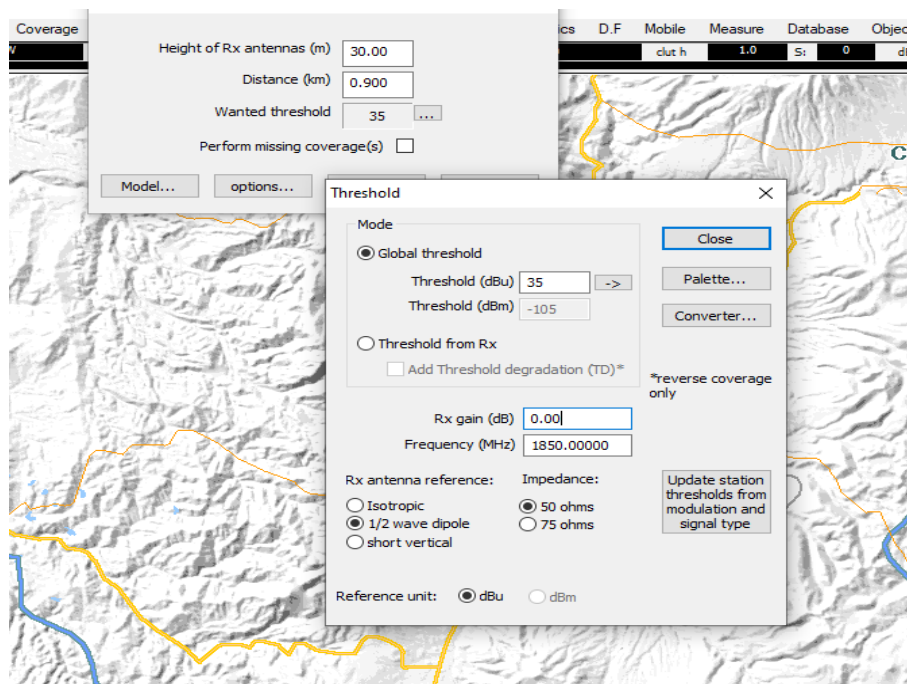 Coverage ics D.F Mobile Measure Database Objec
clut h 1.0 S: 0 d
Height of Rx antennas (m) 30.00
Distance (km) 0.900
Wanted threshold 35 ...
Perform missing coverage(s)
Model... options...
Threshold
Mode
Close
Global threshold
Threshold (dBu) 35 -> Palette...
Threshold (dBm) -105
Converter...
Threshold from Rx
Add Threshold degradation (TD)*
*reverse coverage
only
Rx gain (dB) 0.00
Frequency (MHz) 1850.00000
Rx antenna reference: Impedance:
Isotropic 50 ohms
1/2 wave dipole 75 ohms
short vertical
Update station
thresholds from
modulation and
signal type
Reference unit: dBu dBm
C